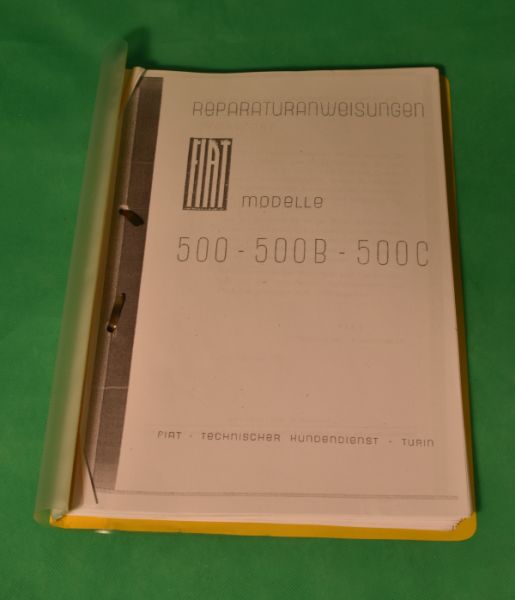 REPARATURANWEISUNGEN
FIAT
MODELLE
500 - 500B - 500C
FIAT - TECHNISCHER KUNDENDIENST - TURIN